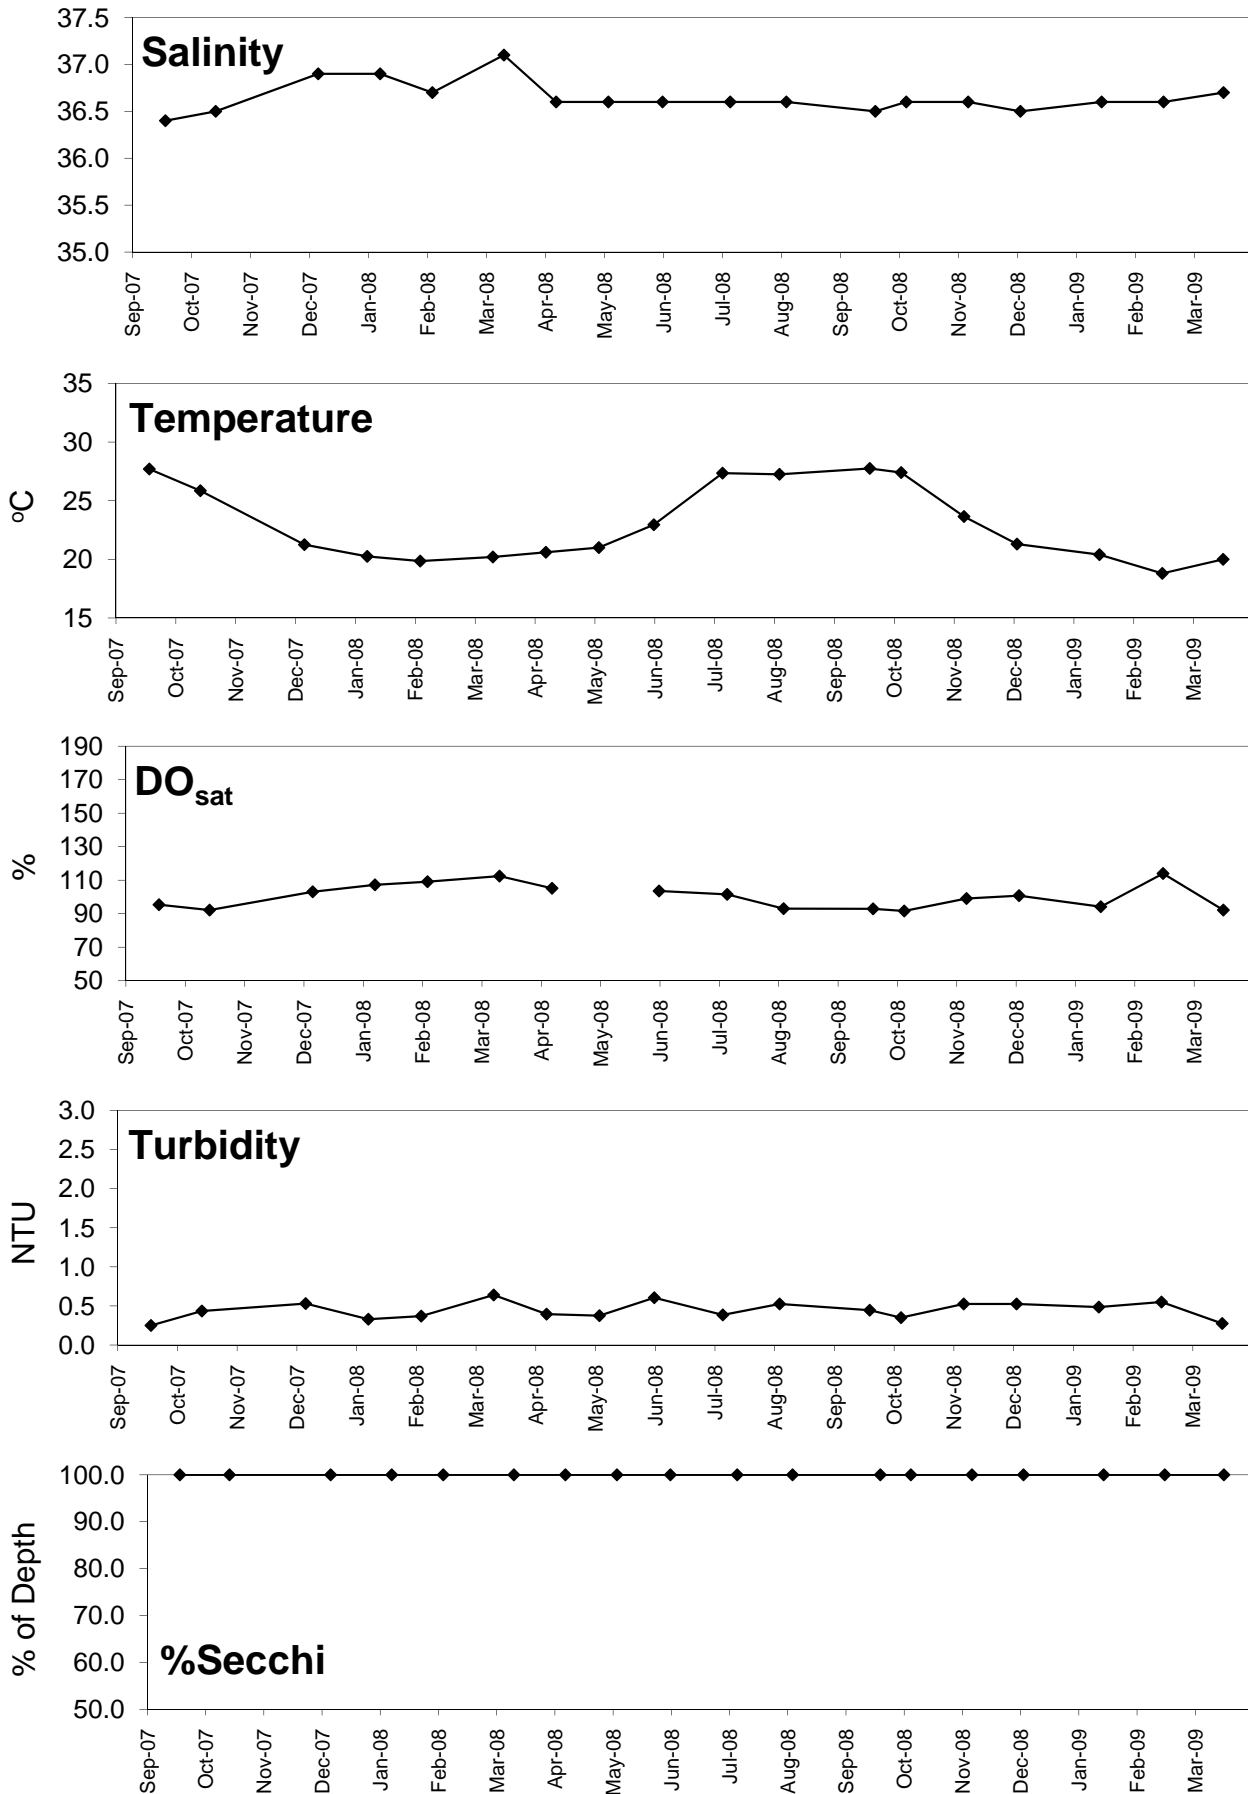 Salinity
37.5
37.0
36.5
36.0
35.5
35.0
Sep-07 Oct-07 Nov-07 Dec-07 Jan-08 Feb-08 Mar-08 Apr-08 May-08 Jun-08 Jul-08 Aug-08 Sep-08 Oct-08 Nov-08 Dec-08 Jan-09 Feb-09 Mar-09
Temperature
ºC
35
30
25
20
15
Sep-07 Oct-07 Nov-07 Dec-07 Jan-08 Feb-08 Mar-08 Apr-08 May-08 Jun-08 Jul-08 Aug-08 Sep-08 Oct-08 Nov-08 Dec-08 Jan-09 Feb-09 Mar-09
DOsat
%
190
170
150
130
110
90
70
50
Sep-07 Oct-07 Nov-07 Dec-07 Jan-08 Feb-08 Mar-08 Apr-08 May-08 Jun-08 Jul-08 Aug-08 Sep-08 Oct-08 Nov-08 Dec-08 Jan-09 Feb-09 Mar-09
Turbidity
NTU
3.0
2.5
2.0
1.5
1.0
0.5
0.0
Sep-07 Oct-07 Nov-07 Dec-07 Jan-08 Feb-08 Mar-08 Apr-08 May-08 Jun-08 Jul-08 Aug-08 Sep-08 Oct-08 Nov-08 Dec-08 Jan-09 Feb-09 Mar-09
% of Depth
100.0
90.0
80.0
70.0
60.0
50.0
%Secchi
Sep-07 Oct-07 Nov-07 Dec-07 Jan-08 Feb-08 Mar-08 Apr-08 May-08 Jun-08 Jul-08 Aug-08 Sep-08 Oct-08 Nov-08 Dec-08 Jan-09 Feb-09 Mar-09